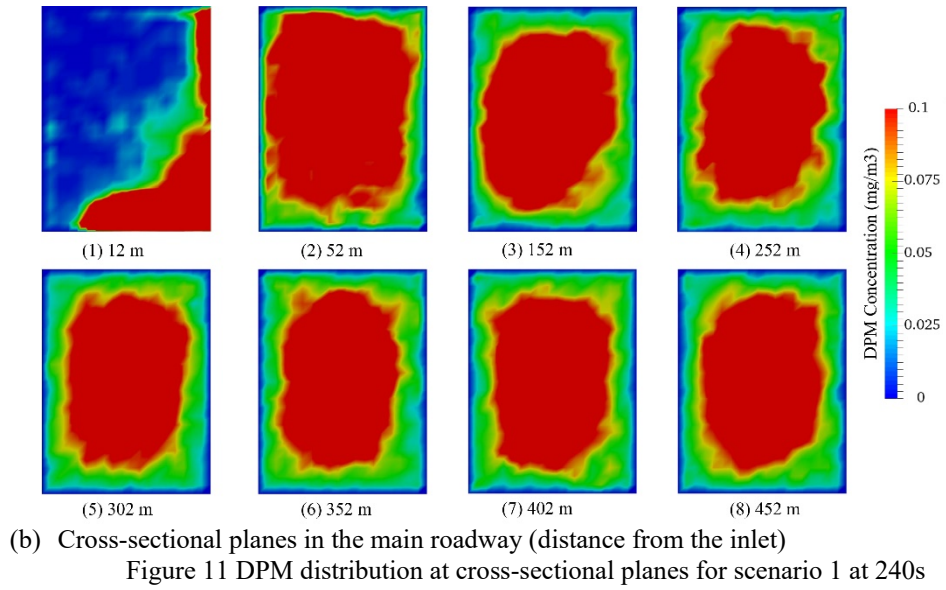 (1) 12 m
(2) 52 m
(3) 152 m
(4) 252 m
0.1
0.075
0.05
0.025
0
DPM Concentration (mg/m3)
(5) 302 m
(6) 352 m
(7) 402 m
(8) 452 m
(b) Cross-sectional planes in the main roadway (distance from the inlet)
Figure 11 DPM distribution at cross-sectional planes for scenario 1 at 240s